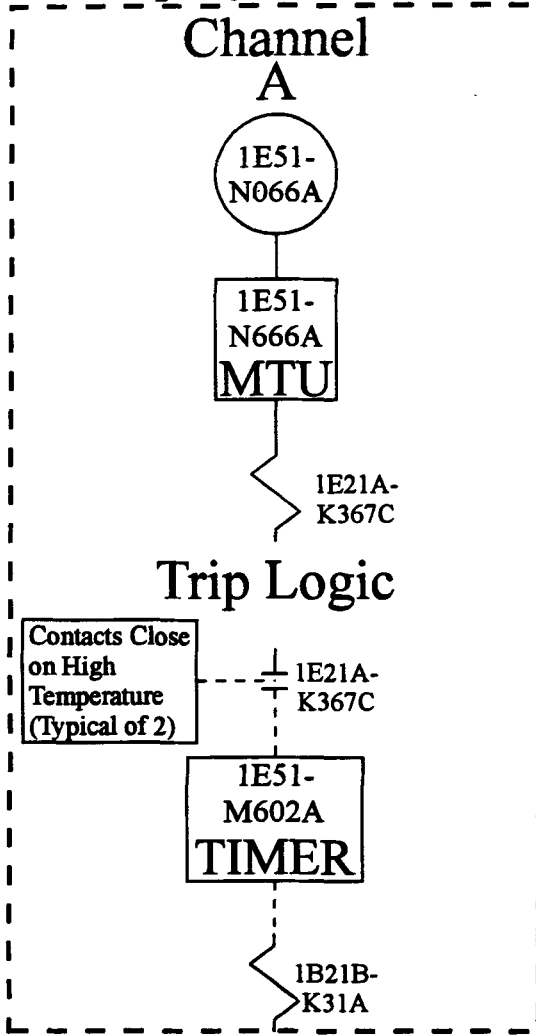 Channel
A
1E51-
N066A
1E51-
N666A
MTU
1E21A-
K367C
Trip Logic
Contacts Close
on High
Temperature
(Typical of 2)
1E21A-
K367C
1E51-
M602A
TIMER
1B21B-
K31A